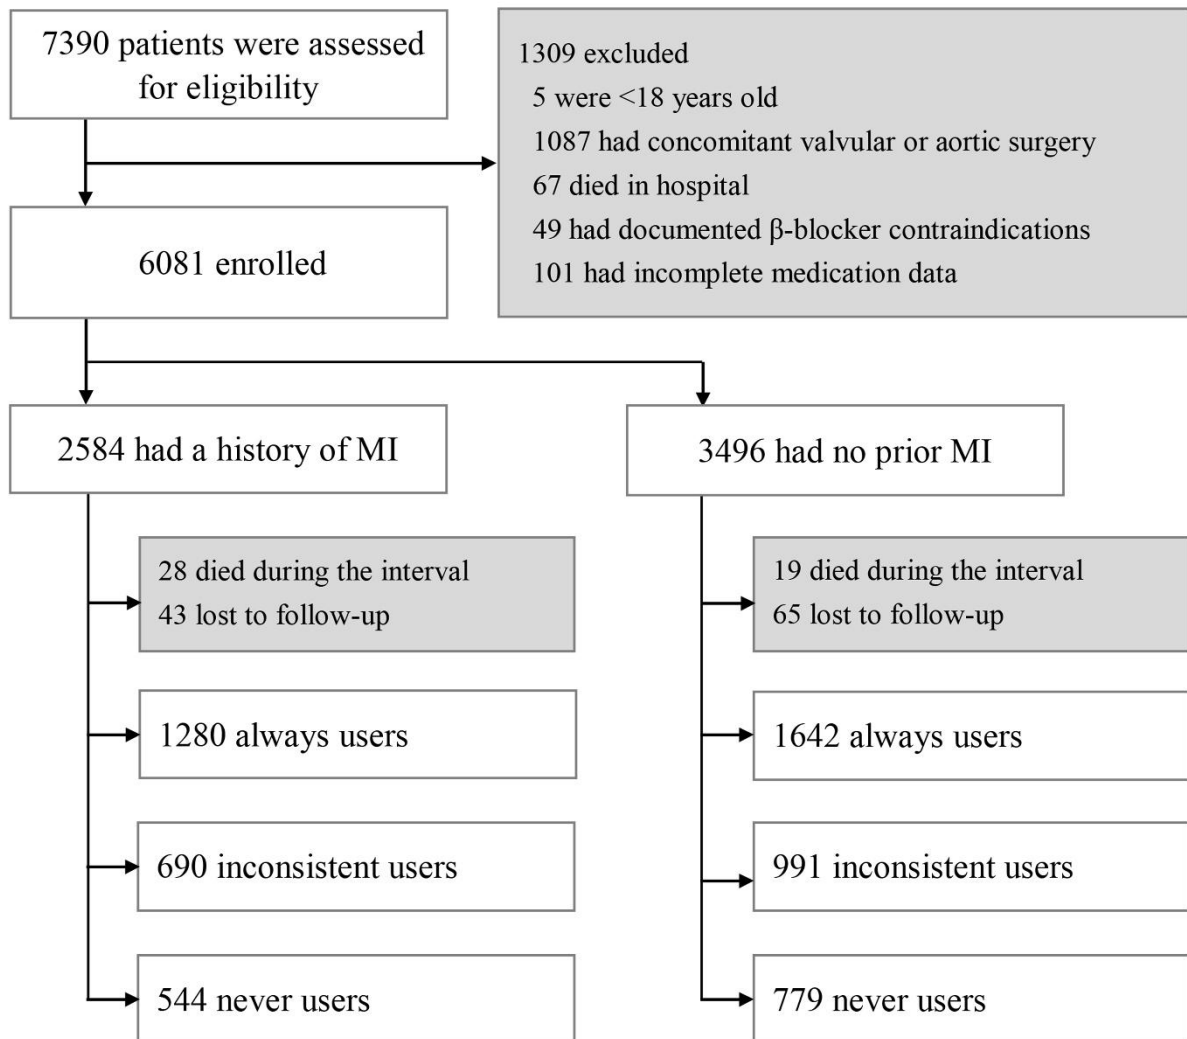 7390 patients were assessed
for eligibility
1309 excluded
5 were <18 years old
1087 had concomitant valvular or aortic surgery
67 died in hospital
49 had documented β-blocker contraindications
101 had incomplete medication data
6081 enrolled
2584 had a history of MI
3496 had no prior MI
28 died during the interval
43 lost to follow-up
19 died during the interval
65 lost to follow-up
1280 always users
1642 always users
690 inconsistent users
991 inconsistent users
544 never users
779 never users